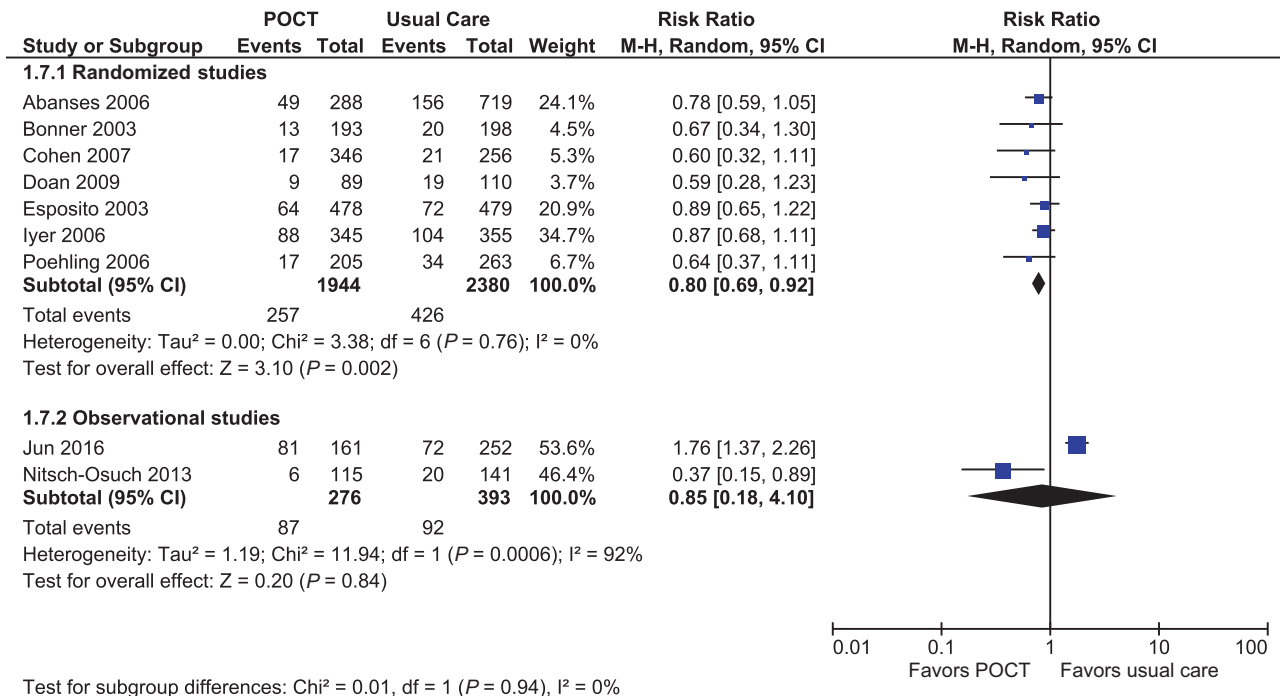 POCT Usual Care Risk Ratio Risk Ratio
Study or Subgroup Events Total Events Total Weight M-H, Random, 95% CI M-H, Random, 95% CI
1.7.1 Randomized studies
Abanses 2006 49 288 156 719 24.1% 0.78 [0.59, 1.05]
Bonner 2003 13 193 20 198 4.5% 0.67 [0.34, 1.30]
Cohen 2007 17 346 21 256 5.3% 0.60 [0.32, 1.11]
Doan 2009 9 89 19 110 3.7% 0.59 [0.28, 1.23]
Esposito 2003 64 478 72 479 20.9% 0.89 [0.65, 1.22]
Iyer 2006 88 345 104 355 34.7% 0.87 [0.68, 1.11]
Poehling 2006 17 205 34 263 6.7% 0.64 [0.37, 1.11]
Subtotal (95% CI) 1944 2380 100.0% 0.80 [0.69, 0.92]
Total events 257 426
Heterogeneity: Tau² = 0.00; Chi² = 3.38; df = 6 (P = 0.76); I² = 0%
Test for overall effect: Z = 3.10 (P = 0.002)
1.7.2 Observational studies
Jun 2016 81 161 72 252 53.6% 1.76 [1.37, 2.26]
Nitsch-Osuch 2013 6 115 20 141 46.4% 0.37 [0.15, 0.89]
Subtotal (95% CI) 276 393 100.0% 0.85 [0.18, 4.10]
Total events 87 92
Heterogeneity: Tau² = 1.19; Chi² = 11.94; df = 1 (P = 0.0006); I² = 92%
Test for overall effect: Z = 0.20 (P = 0.84)
0.01 0.1 1 10 100
Favors POCT Favors usual care
Test for subgroup differences: Chi² = 0.01, df = 1 (P = 0.94), I² = 0%